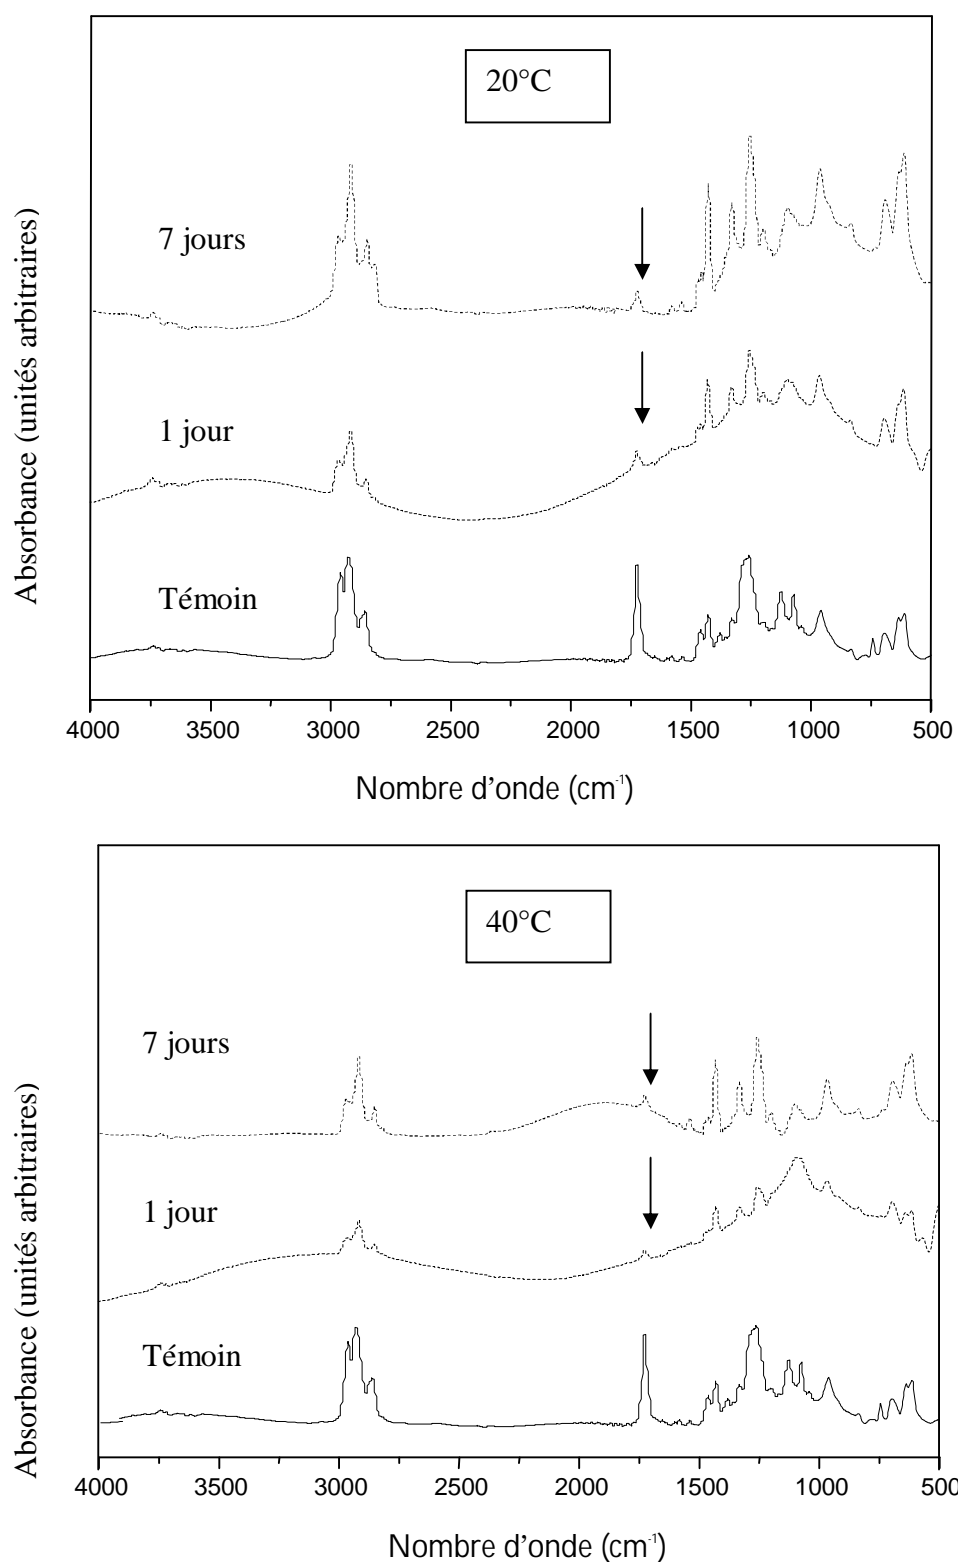 20°C
7 jours
1 jour
Témoin
Absorbance (unités arbitraires)
4000 3500 3000 2500 2000 1500 1000 500
Nombre d'onde (cm-1)
40°C
7 jours
1 jour
Témoin
Absorbance (unités arbitraires)
4000 3500 3000 2500 2000 1500 1000 500
Nombre d'onde (cm-1)